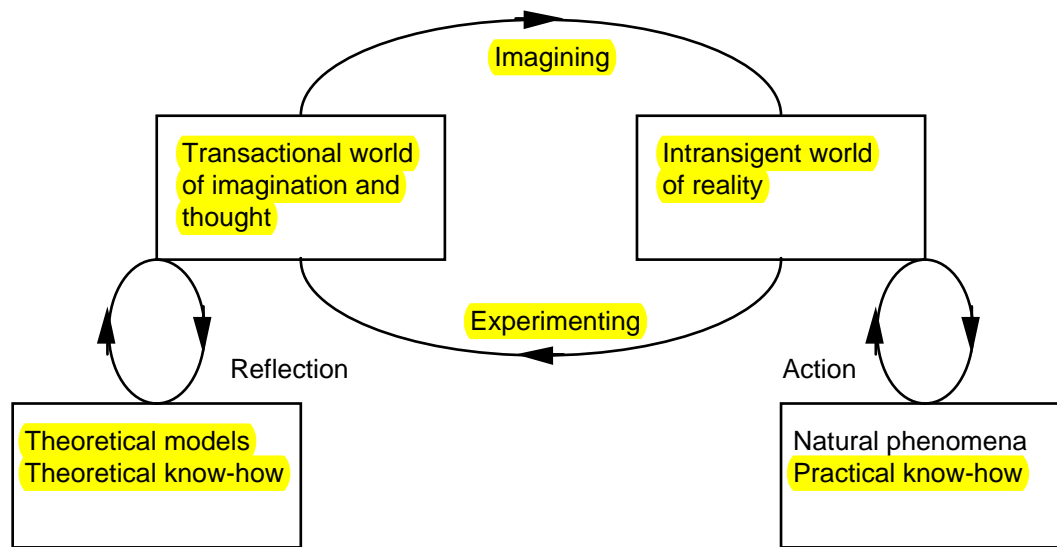 Imagining
Transactional world
of imagination and
thought
Intransigent world
of reality
Experimenting
Reflection
Action
Theoretical models
Theoretical know-how
Natural phenomena
Practical know-how